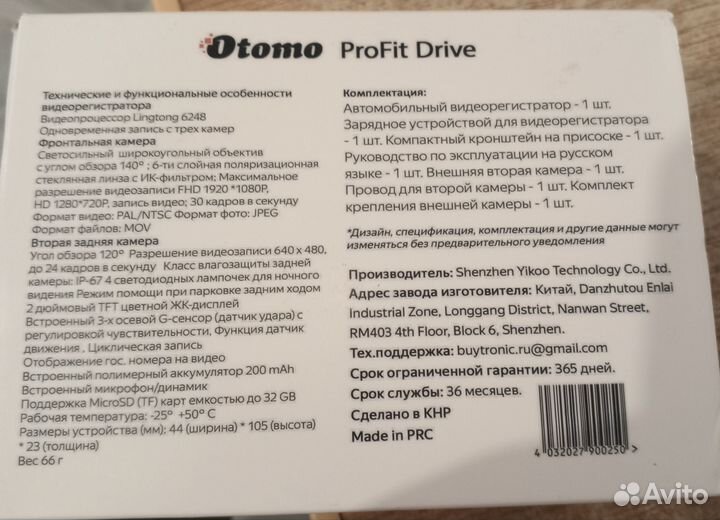 Otomo ProFit Drive
Технические и функциональные особенности
видеорегистратора
Видеопроцессор Lingtong 6248
Одновременная запись с трех камер
Фронтальная камера
Светосильный широкоугольный объектив
с углом обзора 140° ; 6-ти слойная поляризационная
стеклянная линза с ИК-фильтром; Максимальное
разрешение видеозаписи FHD 1920 *1080P,
HD 1280*720P, запись видео; 30 кадров в секунду
Формат видео: PAL/NTSC Формат фото: JPEG
Формат файлов: MOV
Вторая задняя камера
Угол обзора 120° Разрешение видеозаписи 640 x 480,
до 24 кадров в секунду Класс влагозащиты задней
камеры: IP-67 4 светодиодных лампочек для ночного
видения Режим помощи при парковке задним ходом
2 дюймовый TFT цветной ЖК-дисплей
Встроенный 3-х осевой G-сенсор (датчик удара) с
регулировкой чувствительности, Функция датчик
движения . Циклическая запись
Отображение гос. номера на видео
Встроенный полимерный аккумулятор 200 mAh
Встроенный микрофон/динамик
Поддержка MicroSD (TF) карт емкостью до 32 GB
Рабочая температура: -25° +50° C
Размеры устройства (мм): 44 (ширина) * 105 (высота)
* 23 (толщина)
Вес 66 г
Комплектация:
Автомобильный видеорегистратор - 1 шт.
Зарядное устройство для видеорегистратора
- 1 шт. Компактный кронштейн на присоске - 1 шт.
Руководство по эксплуатации на русском
языке - 1 шт. Внешняя вторая камера - 1 шт.
Провод для второй камеры - 1 шт. Комплект
крепления внешней камеры - 1 шт.
*Дизайн, спецификация, комплектация и другие данные могут
изменяться без предварительного уведомления
Производитель: Shenzhen Yikoo Technology Co., Ltd.
Адрес завода изготовителя: Китай, Danzhutou Enlai
Industrial Zone, Longgang District, Nanwan Street,
RM403 4th Floor, Block 6, Shenzhen.
Тех.поддержка: buytronic.ru@gmail.com
Срок ограниченной гарантии: 365 дней.
Срок службы: 36 месяцев.
Сделано в КНР
Made in PRC
4 032027 900250 >
Avito